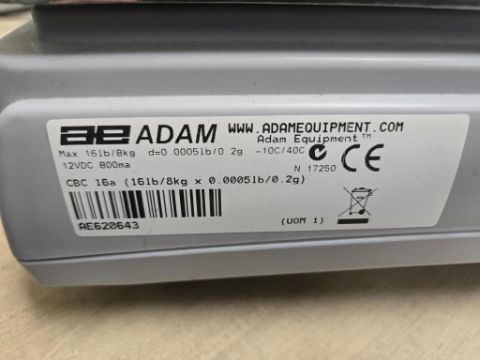 ae ADAM WWW.ADAMEQUIPMENT.COM
Adam Equipment™
Max 16lb/8kg d=0.0005lb/0.2g -10C/40C
12VDC 800ma
N 17250
CBC 16a (16lb/8kg x 0.0005lb/0.2g)
AE620643
(UOM 1)
CE